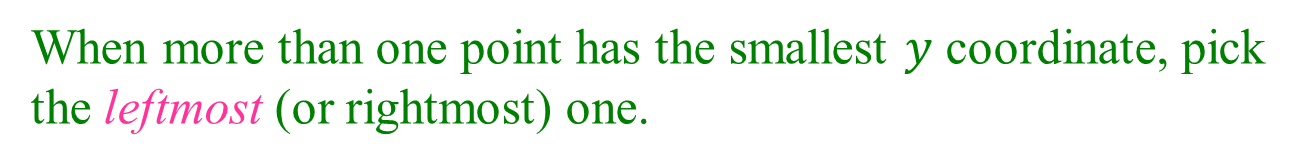 When more than one point has the smallest y coordinate, pick
the leftmost (or rightmost) one.